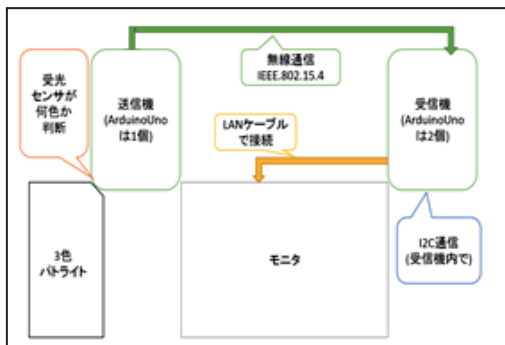 無線通信
IEEE.802.15.4
受光
センサが
何色か
判断
送信機
(ArduinoUno
は1個)
受信機
(ArduinoUno
は2個)
LANケーブル
で接続
3色
パトライト
モニタ
I2C通信
(受信機内で)